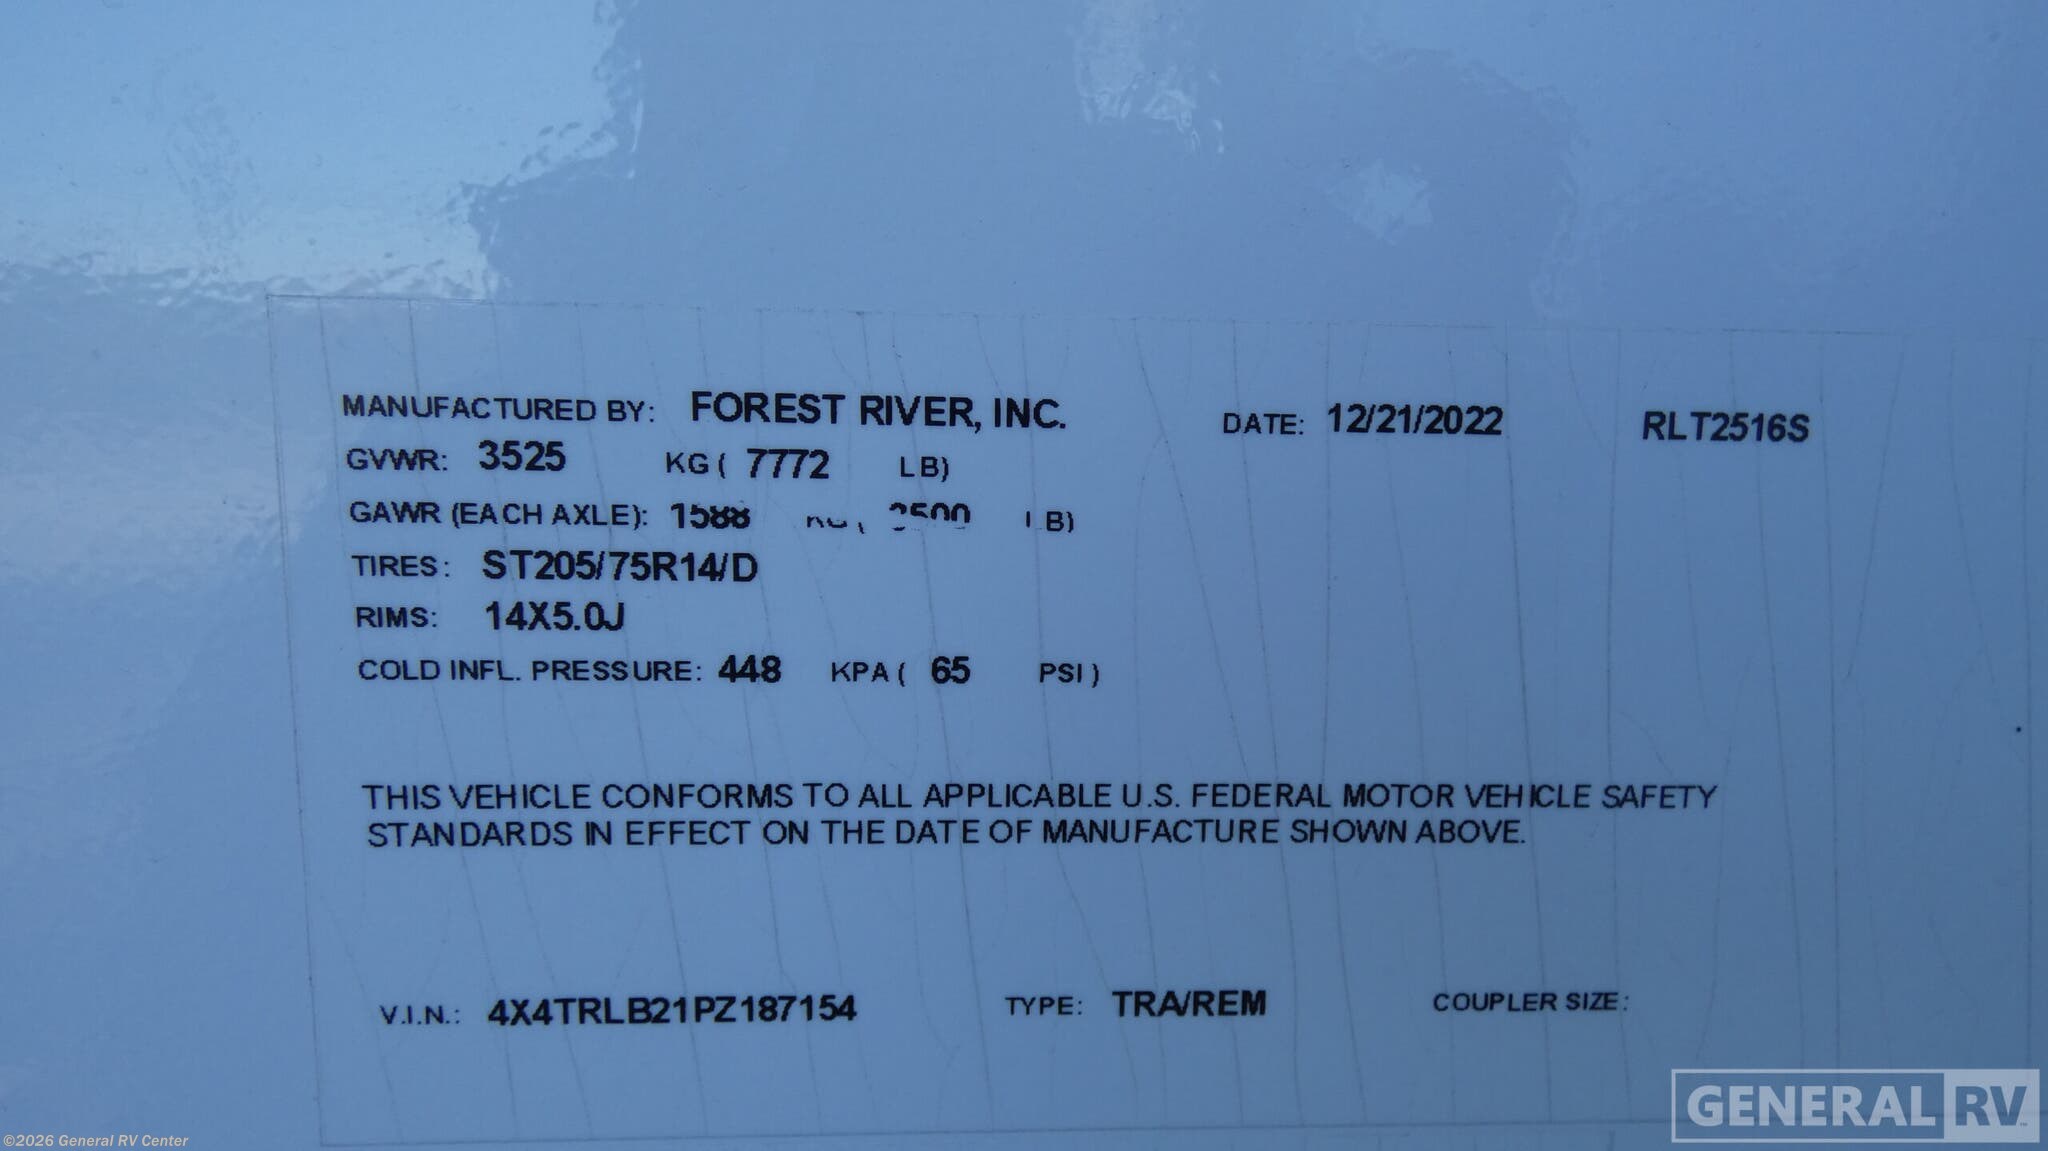 MANUFACTURED BY: FOREST RIVER, INC. DATE: 12/21/2022 RLT2516S
GVWR: 3525 KG ( 7772 LB)
GAWR (EACH AXLE): 1588 KG ( 3500 LB)
TIRES: ST205/75R14/D
RIMS: 14X5.0J
COLD INFL. PRESSURE: 448 KPA ( 65 PSI )
THIS VEHICLE CONFORMS TO ALL APPLICABLE U.S. FEDERAL MOTOR VEHICLE SAFETY
STANDARDS IN EFFECT ON THE DATE OF MANUFACTURE SHOWN ABOVE.
V.I.N.: 4X4TRLB21PZ187154 TYPE: TRA/REM COUPLER SIZE:
GENERAL RV
©2026 General RV Center